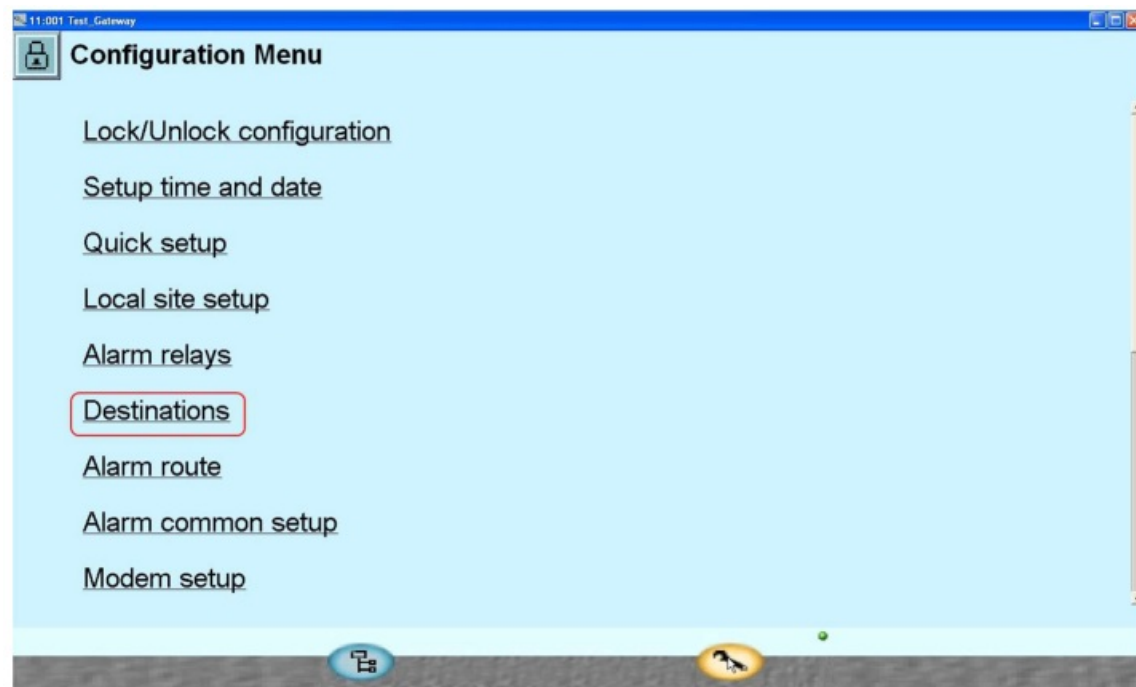 11:001 Test_Gateway
Configuration Menu
Lock/Unlock configuration
Setup time and date
Quick setup
Local site setup
Alarm relays
Destinations
Alarm route
Alarm common setup
Modem setup